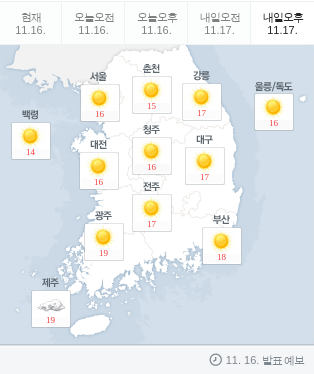 현재 오늘오전 오늘오후 내일오전 내일오후
11.16. 11.16. 11.16. 11.17. 11.17.
춘천
15
서울
16
강릉
17
울릉/독도
16
백령
14
청주
16
대구
17
대전
16
전주
17
광주
19
부산
18
제주
19
11. 16. 발표 예보